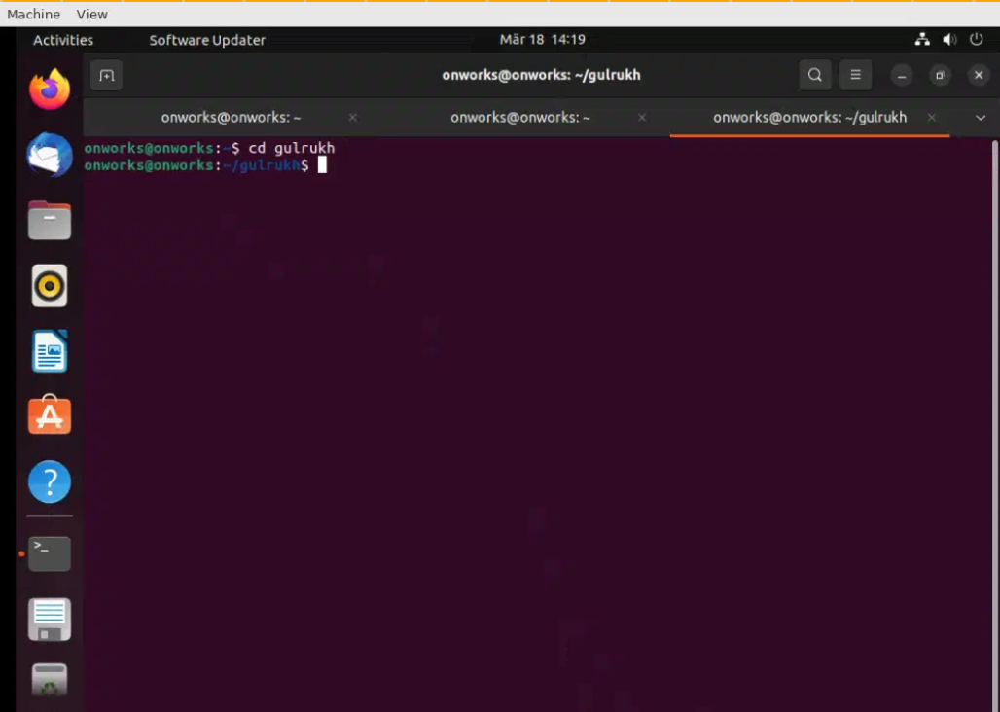 Machine View
Activities Software Updater Mär 18 14:19
onworks@onworks: ~/gulrukh
onworks@onworks: ~ onworks@onworks: ~ onworks@onworks: ~/gulrukh
onworks@onworks:~$ cd gulrukh
onworks@onworks:~/gulrukh$